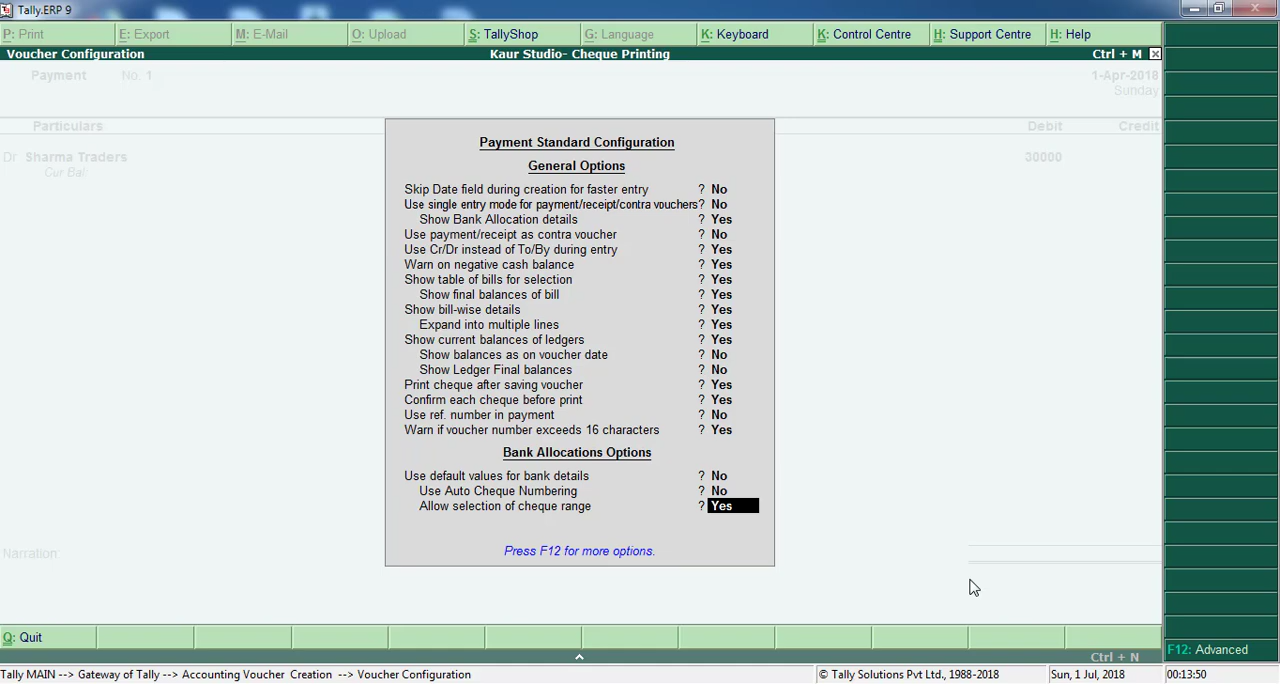 Tally.ERP 9
P: Print E: Export M: E-Mail O: Upload S: TallyShop G: Language K: Keyboard K: Control Centre H: Support Centre H: Help
Voucher Configuration Kaur Studio- Cheque Printing Ctrl + M
Payment No. 1 1-Apr-2018
Sunday
Particulars Debit Credit
Dr Sharma Traders 30000
Cur Bal:
Payment Standard Configuration
General Options
Skip Date field during creation for faster entry ? No
Use single entry mode for payment/receipt/contra vouchers? No
Show Bank Allocation details ? Yes
Use payment/receipt as contra voucher ? No
Use Cr/Dr instead of To/By during entry ? Yes
Warn on negative cash balance ? Yes
Show table of bills for selection ? Yes
Show final balances of bill ? Yes
Show bill-wise details ? Yes
Expand into multiple lines ? Yes
Show current balances of ledgers ? Yes
Show balances as on voucher date ? No
Show Ledger Final balances ? No
Print cheque after saving voucher ? Yes
Confirm each cheque before print ? Yes
Use ref. number in payment ? No
Warn if voucher number exceeds 16 characters ? Yes
Bank Allocations Options
Use default values for bank details ? No
Use Auto Cheque Numbering ? No
Allow selection of cheque range ? Yes
Press F12 for more options.
Narration:
Q: Quit
F12: Advanced
Ctrl + N
Tally MAIN --> Gateway of Tally --> Accounting Voucher Creation --> Voucher Configuration © Tally Solutions Pvt Ltd., 1988-2018 Sun, 1 Jul, 2018 00:13:50